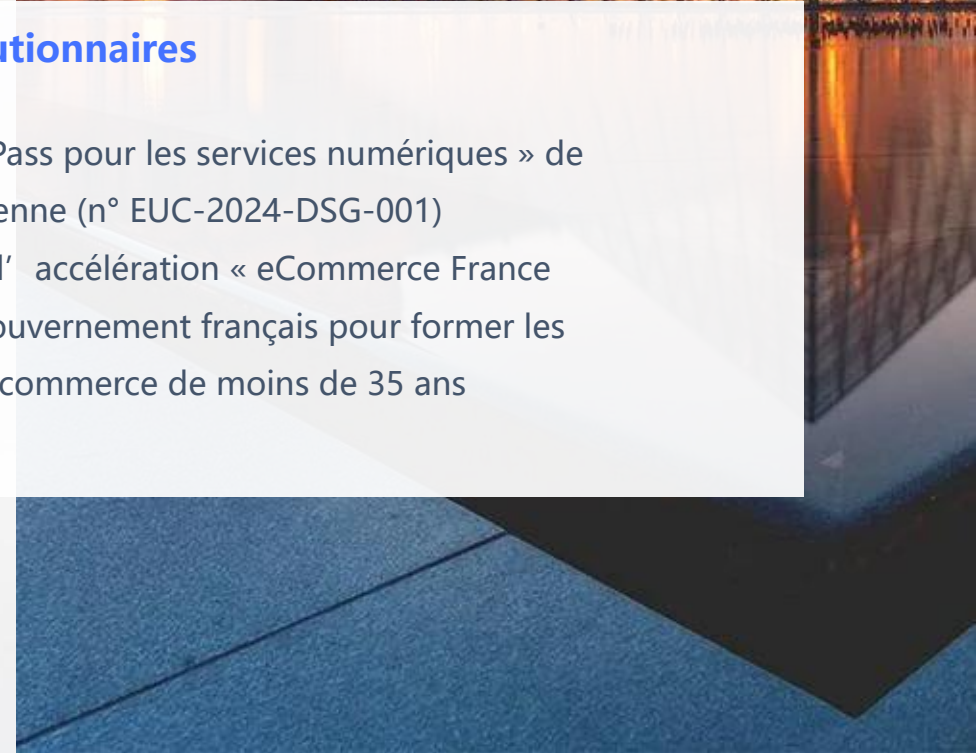 utionnaires
Pass pour les services numériques » de
enne (n° EUC-2024-DSG-001)
l’ accélération « eCommerce France
ouvernement français pour former les
commerce de moins de 35 ans